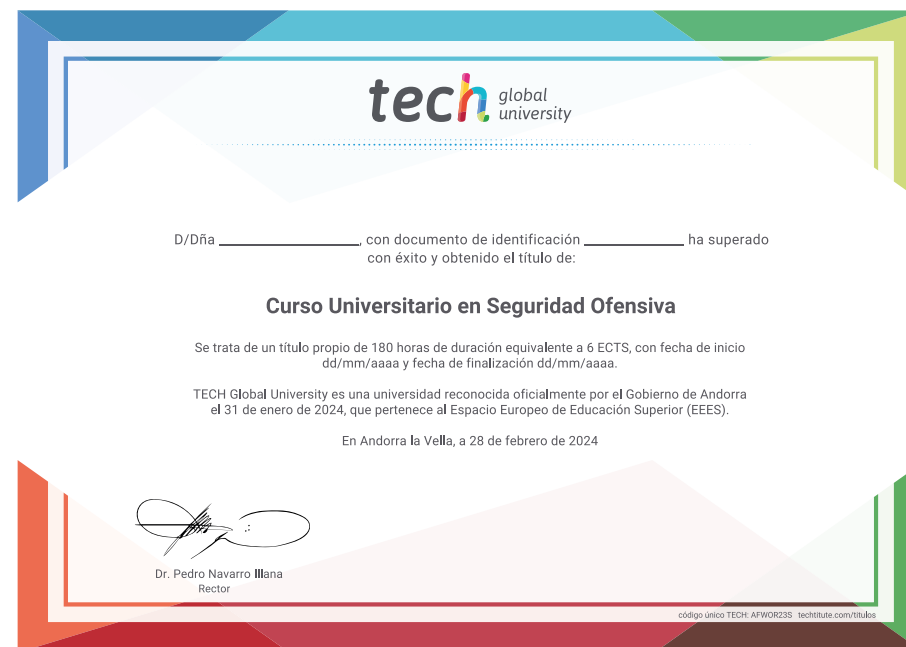 tech global
university
D/Dña ______________, con documento de identificación __________ ha superado
con éxito y obtenido el título de:
Curso Universitario en Seguridad Ofensiva
Se trata de un título propio de 180 horas de duración equivalente a 6 ECTS, con fecha de inicio
dd/mm/aaaa y fecha de finalización dd/mm/aaaa.
TECH Global University es una universidad reconocida oficialmente por el Gobierno de Andorra
el 31 de enero de 2024, que pertenece al Espacio Europeo de Educación Superior (EEES).
En Andorra la Vella, a 28 de febrero de 2024
Dr. Pedro Navarro Illana
Rector
código único TECH: AFWOR23S techtitute.com/titulos